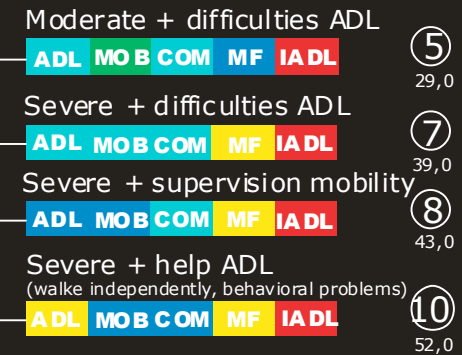 Moderate + difficulties ADL
ADL MOB COM MF IADL
5
29,0
Severe + difficulties ADL
ADL MOB COM MF IADL
7
39,0
Severe + supervision mobility
ADL MOB COM MF IADL
8
43,0
Severe + help ADL
(walke independently, behavioral problems)
ADL MOB COM MF IADL
10
52,0